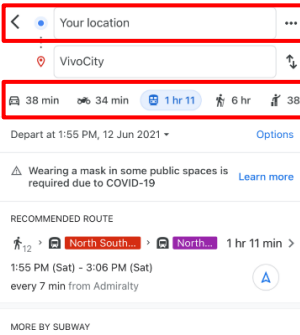 Your location
VivoCity
38 min 34 min 1 hr 11 6 hr 38
Depart at 1:55 PM, 12 Jun 2021 Options
Wearing a mask in some public spaces is
required due to COVID-19
Learn more
RECOMMENDED ROUTE
12 North South... North... 1 hr 11 min
1:55 PM (Sat) - 3:06 PM (Sat)
every 7 min from Admiralty
MORE BY SUBWAY